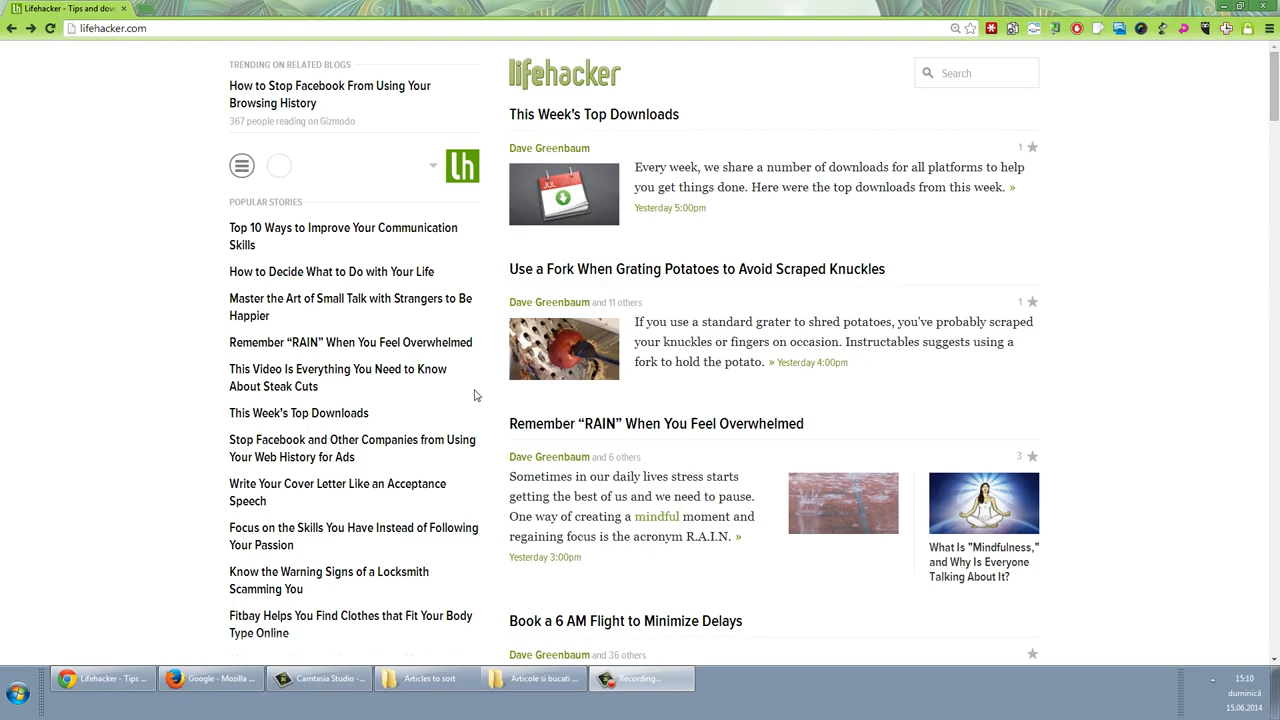 Lifehacker - Tips and dow
lifehacker.com
TRENDING ON RELATED BLOGS
How to Stop Facebook From Using Your
Browsing History
367 people reading on Gizmodo
lh
POPULAR STORIES
Top 10 Ways to Improve Your Communication
Skills
How to Decide What to Do with Your Life
Master the Art of Small Talk with Strangers to Be
Happier
Remember “RAIN” When You Feel Overwhelmed
This Video Is Everything You Need to Know
About Steak Cuts
This Week's Top Downloads
Stop Facebook and Other Companies from Using
Your Web History for Ads
Write Your Cover Letter Like an Acceptance
Speech
Focus on the Skills You Have Instead of Following
Your Passion
Know the Warning Signs of a Locksmith
Scamming You
Fitbay Helps You Find Clothes that Fit Your Body
Type Online
lifehacker
Search
This Week's Top Downloads
Dave Greenbaum
1
JUL
Every week, we share a number of downloads for all platforms to help
you get things done. Here were the top downloads from this week. »
Yesterday 5:00pm
Use a Fork When Grating Potatoes to Avoid Scraped Knuckles
Dave Greenbaum and 11 others
1
If you use a standard grater to shred potatoes, you've probably scraped
your knuckles or fingers on occasion. Instructables suggests using a
fork to hold the potato. » Yesterday 4:00pm
Remember “RAIN” When You Feel Overwhelmed
Dave Greenbaum and 6 others
3
Sometimes in our daily lives stress starts
getting the best of us and we need to pause.
One way of creating a mindful moment and
regaining focus is the acronym R.A.I.N. »
Yesterday 3:00pm
What Is "Mindfulness,"
and Why Is Everyone
Talking About It?
Book a 6 AM Flight to Minimize Delays
Dave Greenbaum and 36 others
Lifehacker - Tips ...
Google - Mozilla ...
Camtasia Studio -...
Articles to sort
Articole si bucati ...
Recording...
15:10
duminică
15.06.2014